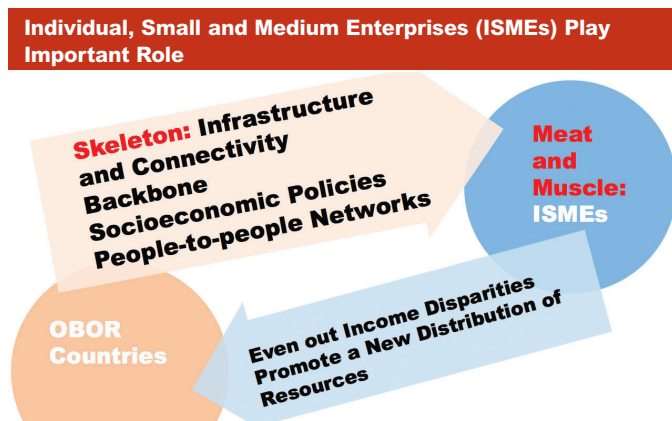 Individual, Small and Medium Enterprises (ISMEs) Play
Important Role
Skeleton: Infrastructure
and Connectivity
Backbone
Socioeconomic Policies
People-to-people Networks
Meat
and
Muscle:
ISMEs
OBOR
Countries
Even out Income Disparities
Promote a New Distribution of
Resources